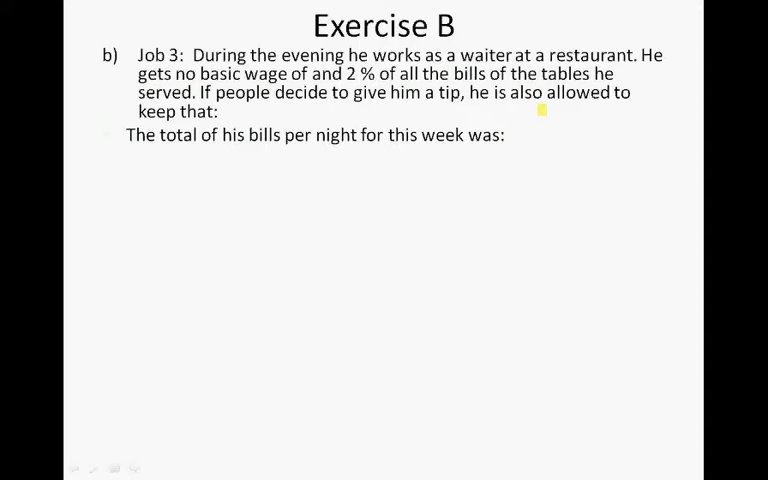 Exercise B
b) Job 3: During the evening he works as a waiter at a restaurant. He
gets no basic wage of and 2 % of all the bills of the tables he
served. If people decide to give him a tip, he is also allowed to
keep that:
The total of his bills per night for this week was: